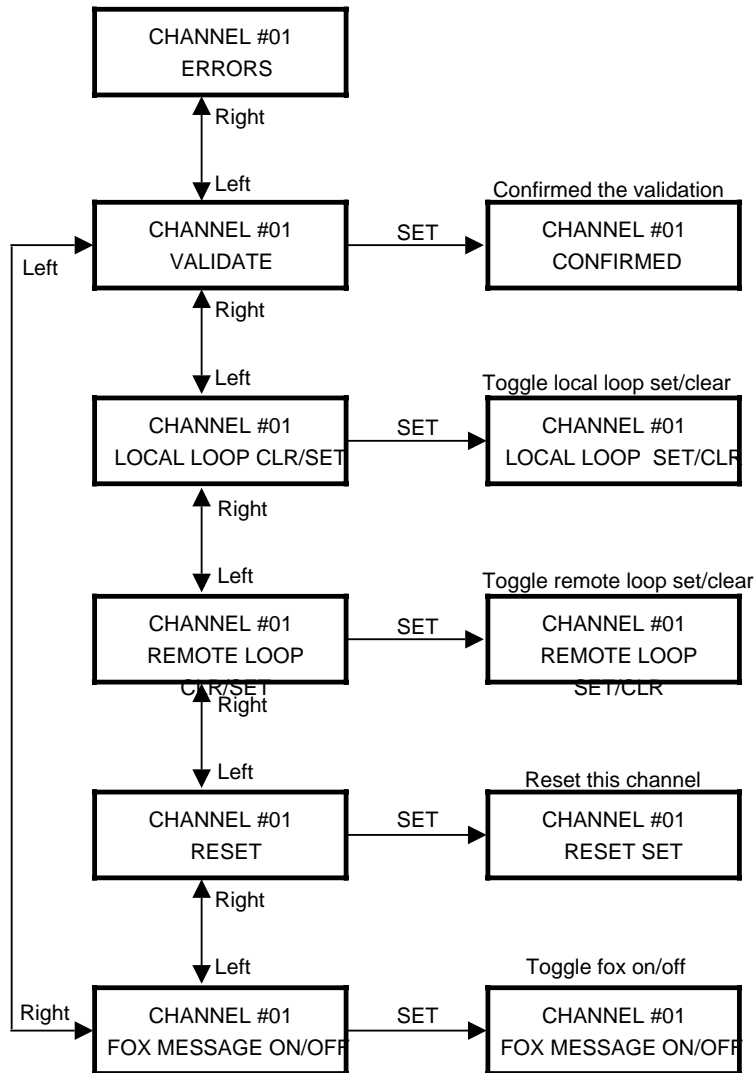 CHANNEL #01
ERRORS
Right
Left
Confirmed the validation
CHANNEL #01
VALIDATE
SET
CHANNEL #01
CONFIRMED
Left
Right
Left
Toggle local loop set/clear
CHANNEL #01
LOCAL LOOP CLR/SET
SET
CHANNEL #01
LOCAL LOOP  SET/CLR
Right
Left
Toggle remote loop set/clear
CHANNEL #01
REMOTE LOOP
CLR/SET
SET
CHANNEL #01
REMOTE LOOP
SET/CLR
Right
Left
Reset this channel
CHANNEL #01
RESET
SET
CHANNEL #01
RESET SET
Right
Left
Toggle fox on/off
Right
CHANNEL #01
FOX MESSAGE ON/OFF
SET
CHANNEL #01
FOX MESSAGE ON/OFF